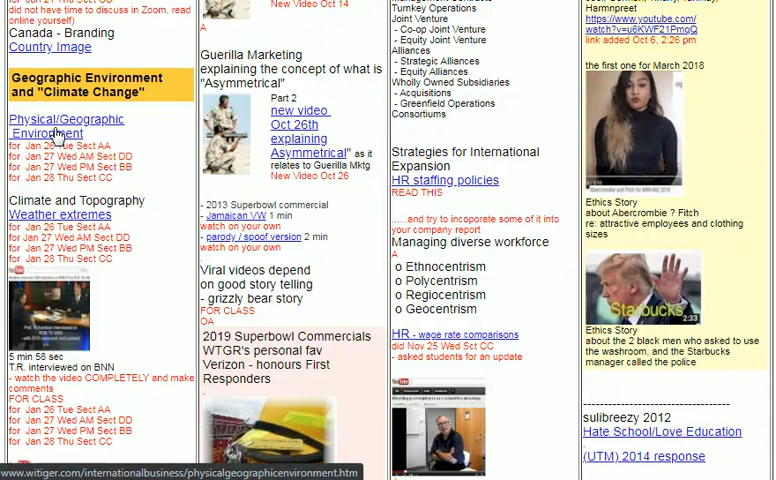 for Jan 27 Thu Sect CC
did not have time to discuss in Zoom, read
online yourself)
Canada - Branding
Country Image
Geographic Environment
and "Climate Change"
Physical/Geographic
Environment
for Jan 26 Tue Sect AA
for Jan 27 Wed AM Sect DD
for Jan 27 Wed PM Sect BB
for Jan 28 Thu Sect CC
Climate and Topography
Weather extremes
for Jan 26 Tue Sect AA
for Jan 27 Wed AM Sect DD
for Jan 27 Wed PM Sect BB
for Jan 28 Thu Sect CC
5 min 58 sec
T.R. interviewed on BNN
- watch the video COMPLETELY and make
comments
FOR CLASS
for Jan 26 Tue Sect AA
for Jan 27 Wed AM Sect DD
for Jan 27 Wed PM Sect BB
for Jan 28 Thu Sect CC
www.witiger.com/internationalbusiness/physicalgeographicenvironment.htm
New Video Oct 14
A
Guerilla Marketing
explaining the concept of what is
"Asymmetrical"
Part 2
new video
Oct 26th
explaining
Asymmetrical" as it
relates to Guerilla Mktg
New Video Oct 26
- 2013 Superbowl commercial
- Jamaican VW 1 min
watch on your own
- parody / spoof version 2 min
watch on your own
.
Viral videos depend
on good story telling
- grizzly bear story
FOR CLASS
OA
2019 Superbowl Commercials
WTGR's personal fav
Verizon - honours First
Responders
.
Turnkey Operations
Joint Venture
- Co-op Joint Venture
- Equity Joint Venture
Alliances
- Strategic Alliances
- Equity Alliances
Wholly Owned Subsidiaries
- Acquisitions
- Greenfield Operations
Consortiums
Strategies for International
Expansion
HR staffing policies
READ THIS
......and try to incoporate some of it into
your company report
Managing diverse workforce
A
o Ethnocentrism
o Polycentrism
o Regiocentrism
o Geocentrism
HR - wage rate comparisons
did Nov 25 Wed Sct CC
- asked students for an update
Harmnpreet
https://www.youtube.com/
watch?v=u6KWF21PmqQ
link added Oct 6, 2:26 pm
the first one for March 2018
Ethics Story
about Abercrombie ? Fitch
re: attractive employees and clothing
sizes
Starbucks
2:33
Ethics Story
about the 2 black men who asked to use
the washroom, and the Starbucks
manager called the police
------------------------------
sulibreezy 2012
Hate School/Love Education
.
(UTM) 2014 response